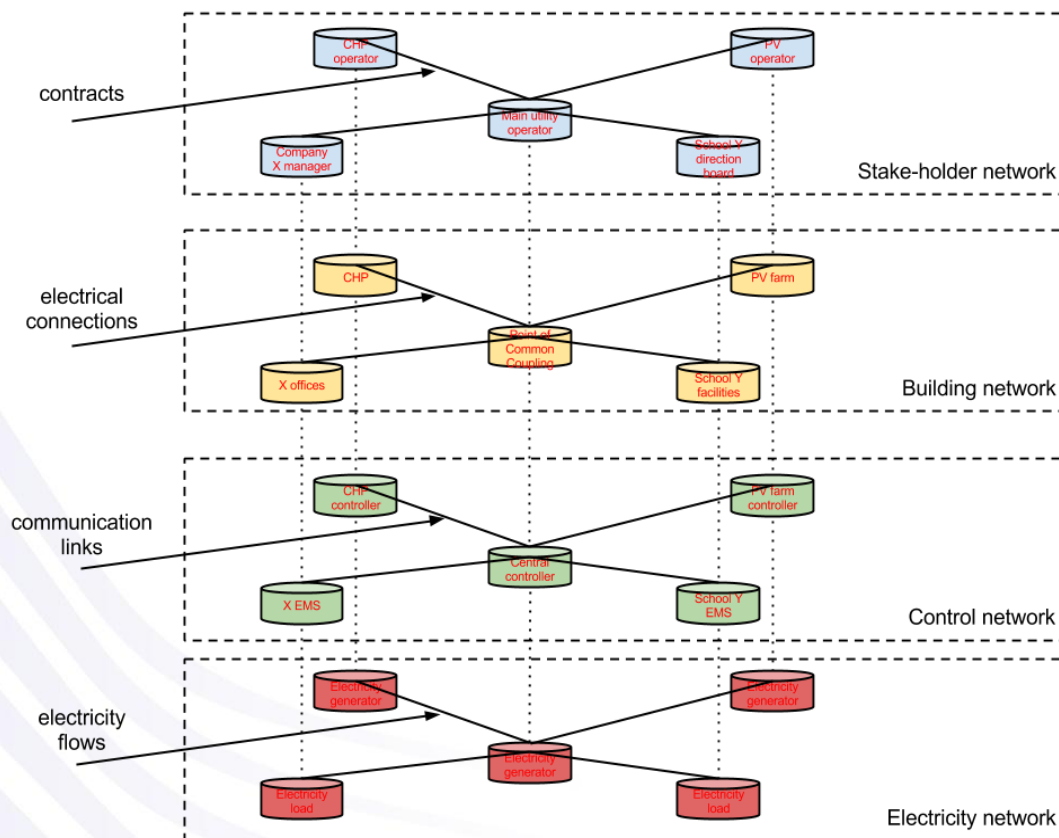 CHP
operator
PV
operator
contracts
Main utility
operator
Company
X manager
School Y
direction
board
Stake-holder network
CHP
PV farm
electrical
connections
Point of
Common
Coupling
X offices
School Y
facilities
Building network
CHP
controller
PV farm
controller
communication
links
Central
controller
X EMS
School Y
EMS
Control network
Electricity
generator
Electricity
generator
electricity
flows
Electricity
generator
Electricity
load
Electricity
load
Electricity network